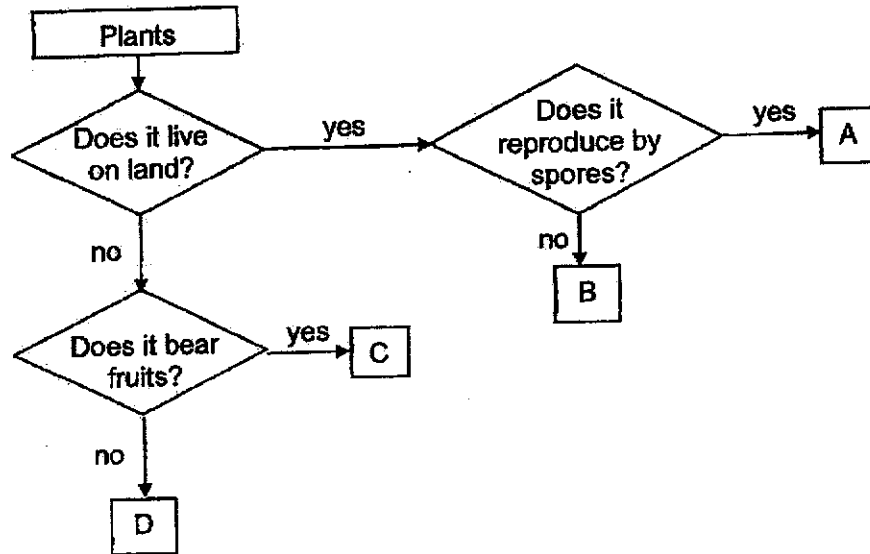 Plants
Does it live
on land?
yes
Does it
reproduce by
spores?
yes
A
no
B
no
Does it bear
fruits?
yes
C
no
D